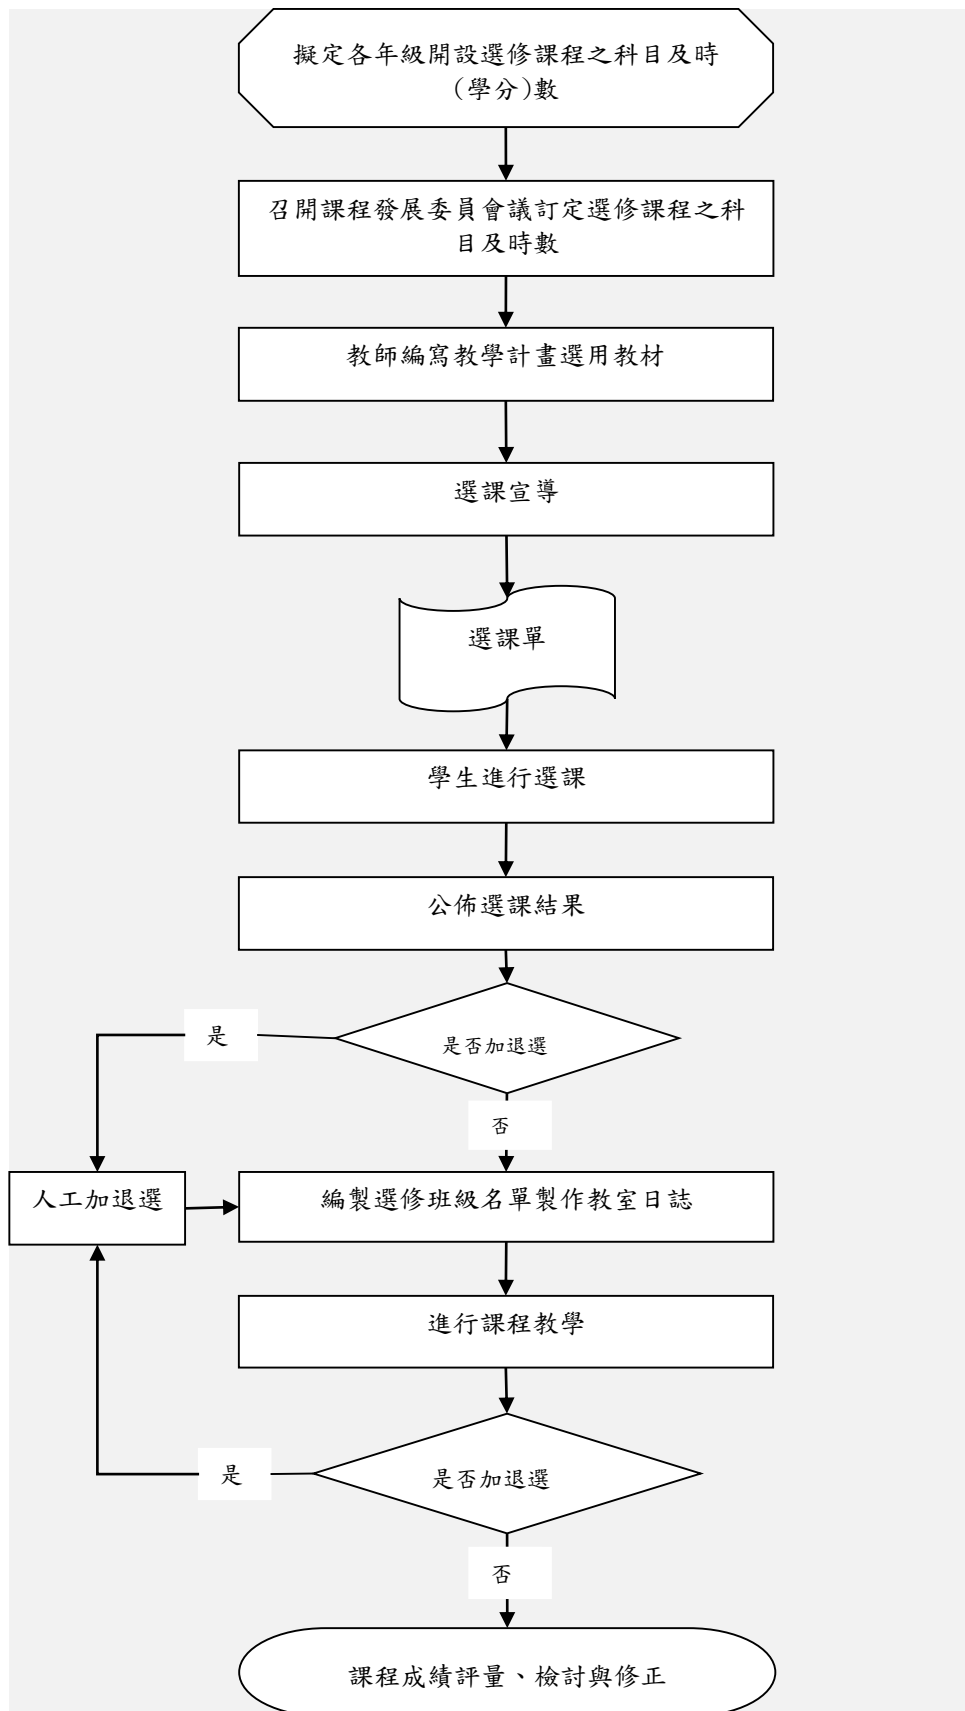 擬定各年級開設選修課程之科目及時
(學分)數
召開課程發展委員會議訂定選修課程之科
目及時數
教師編寫教學計畫選用教材
選課宣導
選課單
學生進行選課
公佈選課結果
是
是否加退選
否
人工加退選
編製選修班級名單製作教室日誌
進行課程教學
是
是否加退選
否
課程成績評量、檢討與修正